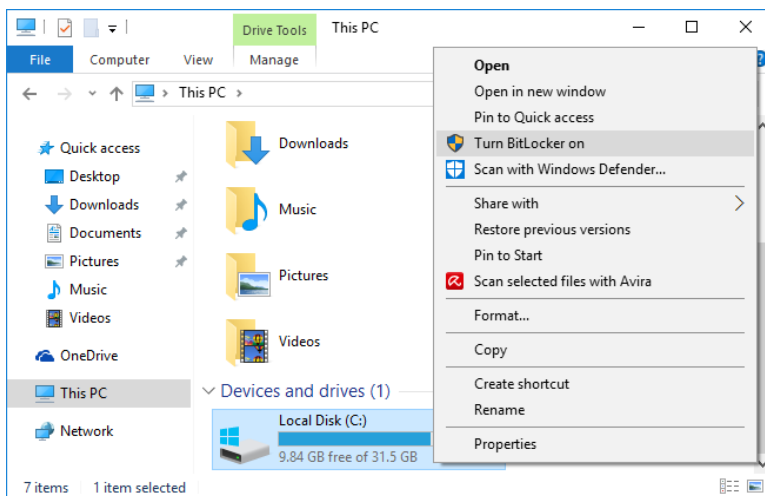 Drive Tools
This PC
File
Computer
View
Manage
This PC
Quick access
Desktop
Downloads
Documents
Pictures
Music
Videos
OneDrive
This PC
Network
Downloads
Music
Pictures
Videos
Devices and drives (1)
Local Disk (C:)
9.84 GB free of 31.5 GB
Open
Open in new window
Pin to Quick access
Turn BitLocker on
Scan with Windows Defender...
Share with
Restore previous versions
Pin to Start
Scan selected files with Avira
Format...
Copy
Create shortcut
Rename
Properties
7 items
1 item selected